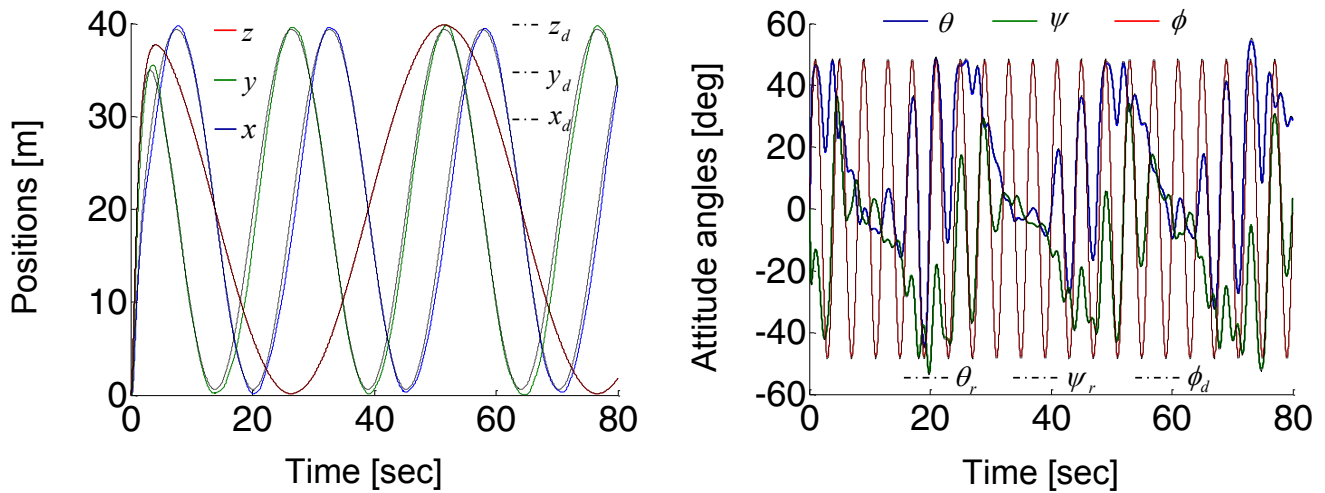 40
30
20
10
0
0 20 40 60 80
Positions [m]
Time [sec]
z
y
x
z_d
y_d
x_d
θ ψ ϕ
60
40
20
0
-20
-40
-60
0 20 40 60 80
Attitude angles [deg]
Time [sec]
θ_r ψ_r ϕ_d